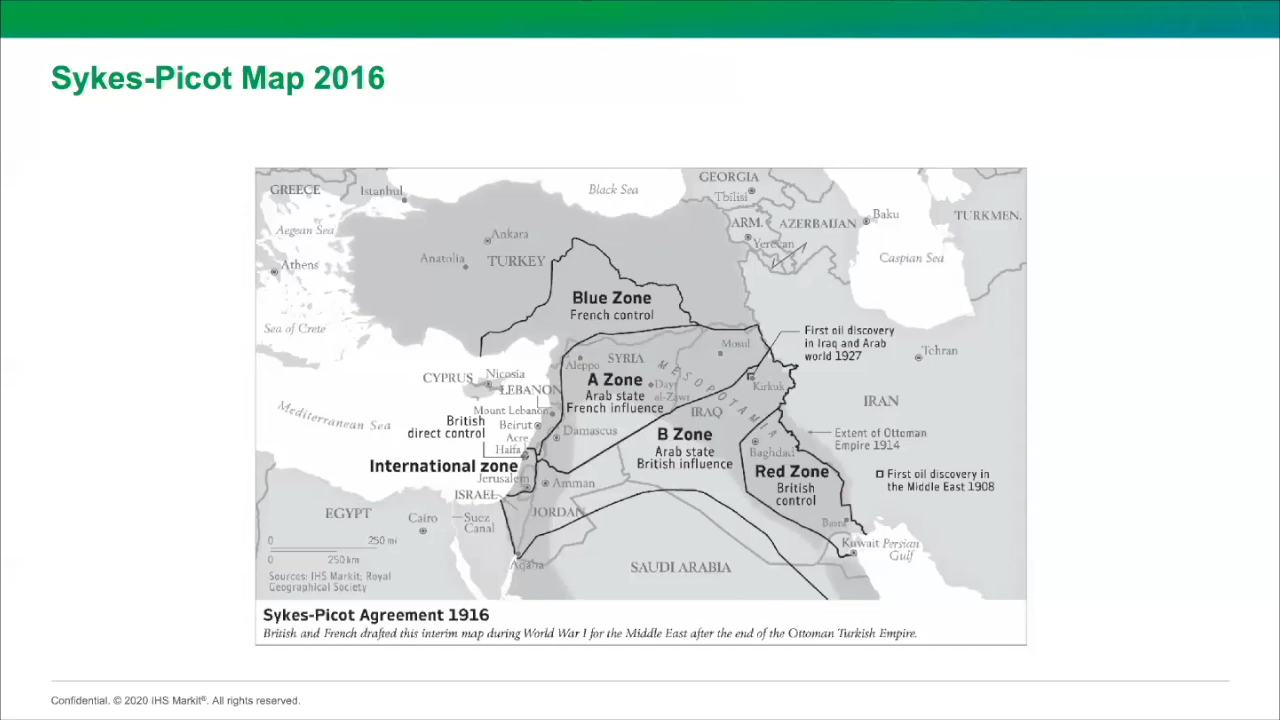 Sykes-Picot Map 2016
GREECE
Istanbul
Black Sea
GEORGIA
Tbilisi
ARM.
AZERBAIJAN
Baku
TURKMEN.
Yerevan
Aegean Sea
Ankara
Anatolia
TURKEY
Athens
Caspian Sea
Blue Zone
French control
Sea of Crete
First oil discovery
in Iraq and Arab
world 1927
Mosul
Tehran
Aleppo
SYRIA
MESOPOTAMIA
CYPRUS
Nicosia
LEBANON
A Zone
Arab state
French influence
Day
al-Zawr
Kirkuk
IRAN
Mediterranean Sea
Mount Lebanon
British
direct control
Beirut
Acre
Haifa
Damascus
IRAQ
B Zone
Arab state
British influence
Baghdad
Extent of Ottoman
Empire 1914
International zone
Jerusalem
Amman
Red Zone
British
control
First oil discovery in
the Middle East 1908
ISRAEL
EGYPT
Cairo
Suez
Canal
JORDAN
Basra
Kuwait
Persian
Gulf
0
250 mi
0
250 km
Aqaba
SAUDI ARABIA
Sources: IHS Markit; Royal
Geographical Society
Sykes-Picot Agreement 1916
British and French drafted this interim map during World War I for the Middle East after the end of the Ottoman Turkish Empire.
Confidential. © 2020 IHS Markit®. All rights reserved.